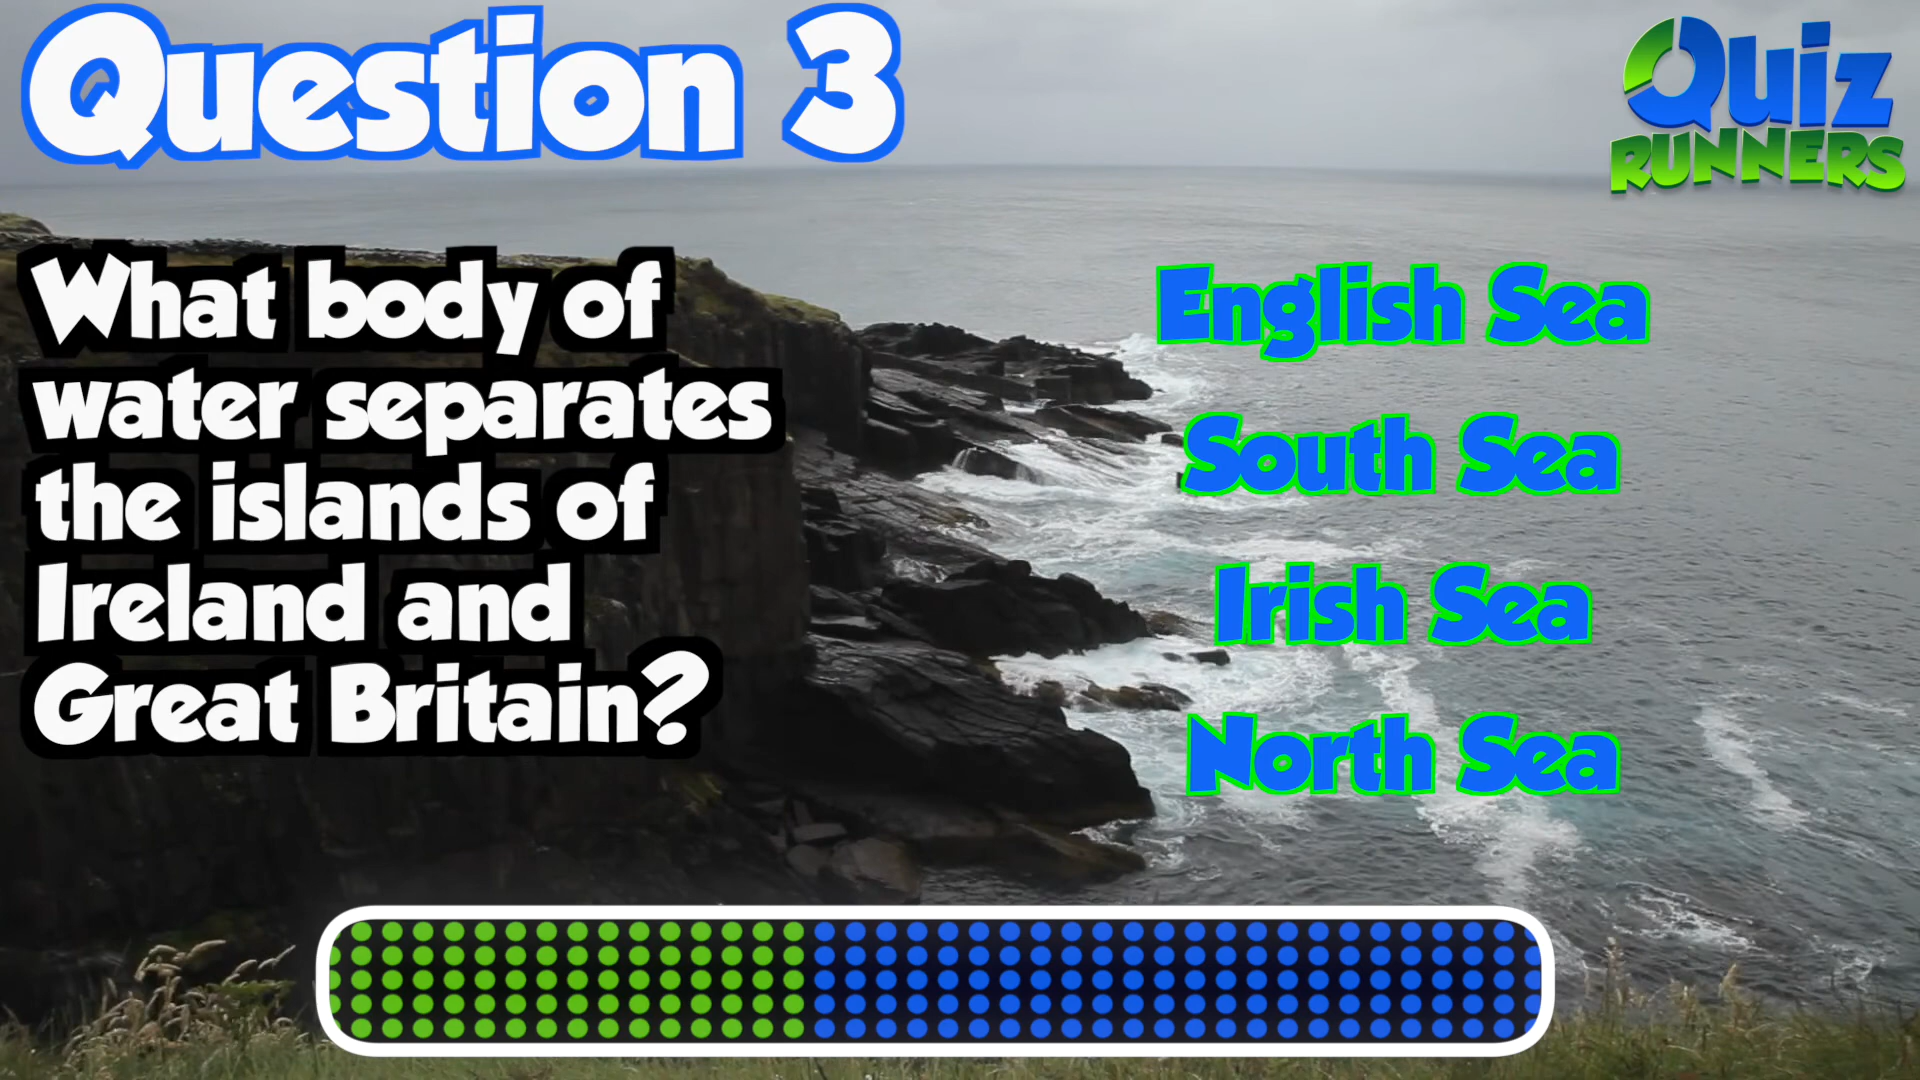 Question 3
Quiz
RUNNERS
What body of
water separates
the islands of
Ireland and
Great Britain?
English Sea
South Sea
Irish Sea
North Sea